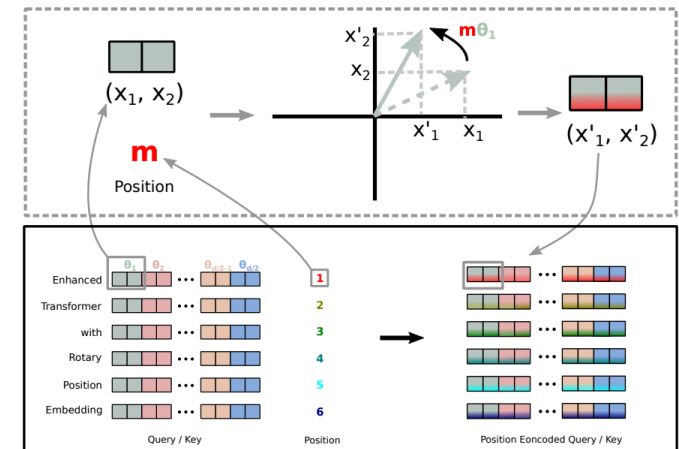 x'₂
mθ₁
x₂
(x₁, x₂)
x'₁
x₁
(x'₁, x'₂)
m
Position
θ₁
θ₂
θd/2-1
θd/2
Enhanced
1
Transformer
2
with
3
Rotary
4
Position
5
Embedding
6
Query / Key
Position
Position Eoncoded Query / Key